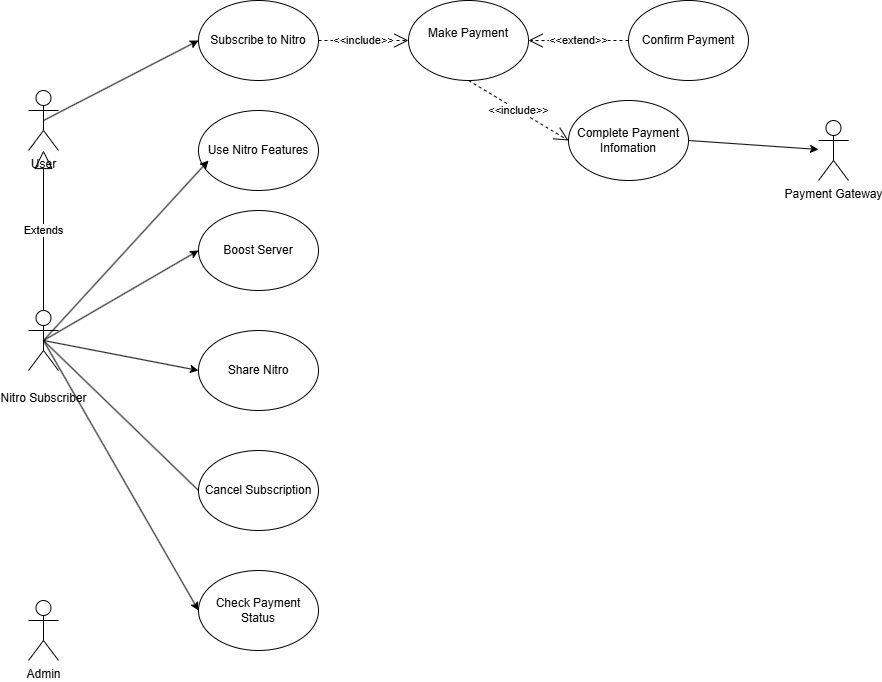 Subscribe to Nitro
<<include>>
Make Payment
<<extend>>
Confirm Payment
<<include>>
Complete Payment
Infomation
Payment Gateway
User
Use Nitro Features
Extends
Boost Server
Share Nitro
Nitro Subscriber
Cancel Subscription
Check Payment
Status
Admin